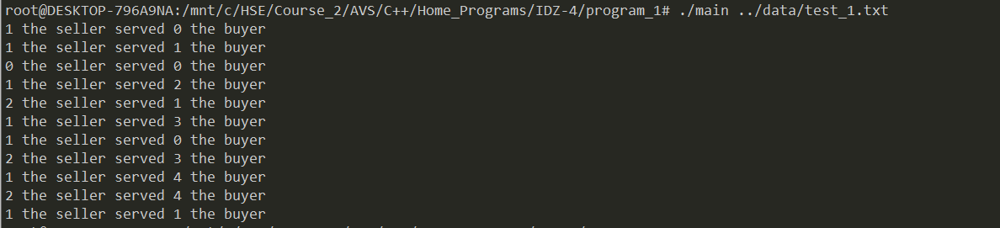 root@DESKTOP-796A9NA:/mnt/c/HSE/Course_2/AVS/C++/Home_Programs/IDZ-4/program_1# ./main ../data/test_1.txt
1 the seller served 0 the buyer
1 the seller served 1 the buyer
0 the seller served 0 the buyer
1 the seller served 2 the buyer
2 the seller served 1 the buyer
1 the seller served 3 the buyer
1 the seller served 0 the buyer
2 the seller served 3 the buyer
1 the seller served 4 the buyer
2 the seller served 4 the buyer
1 the seller served 1 the buyer